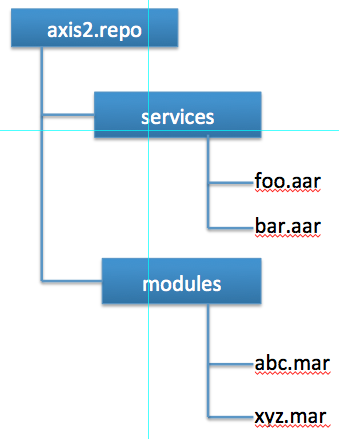 axis2.repo
services
foo.aar
bar.aar
modules
abc.mar
xyz.mar